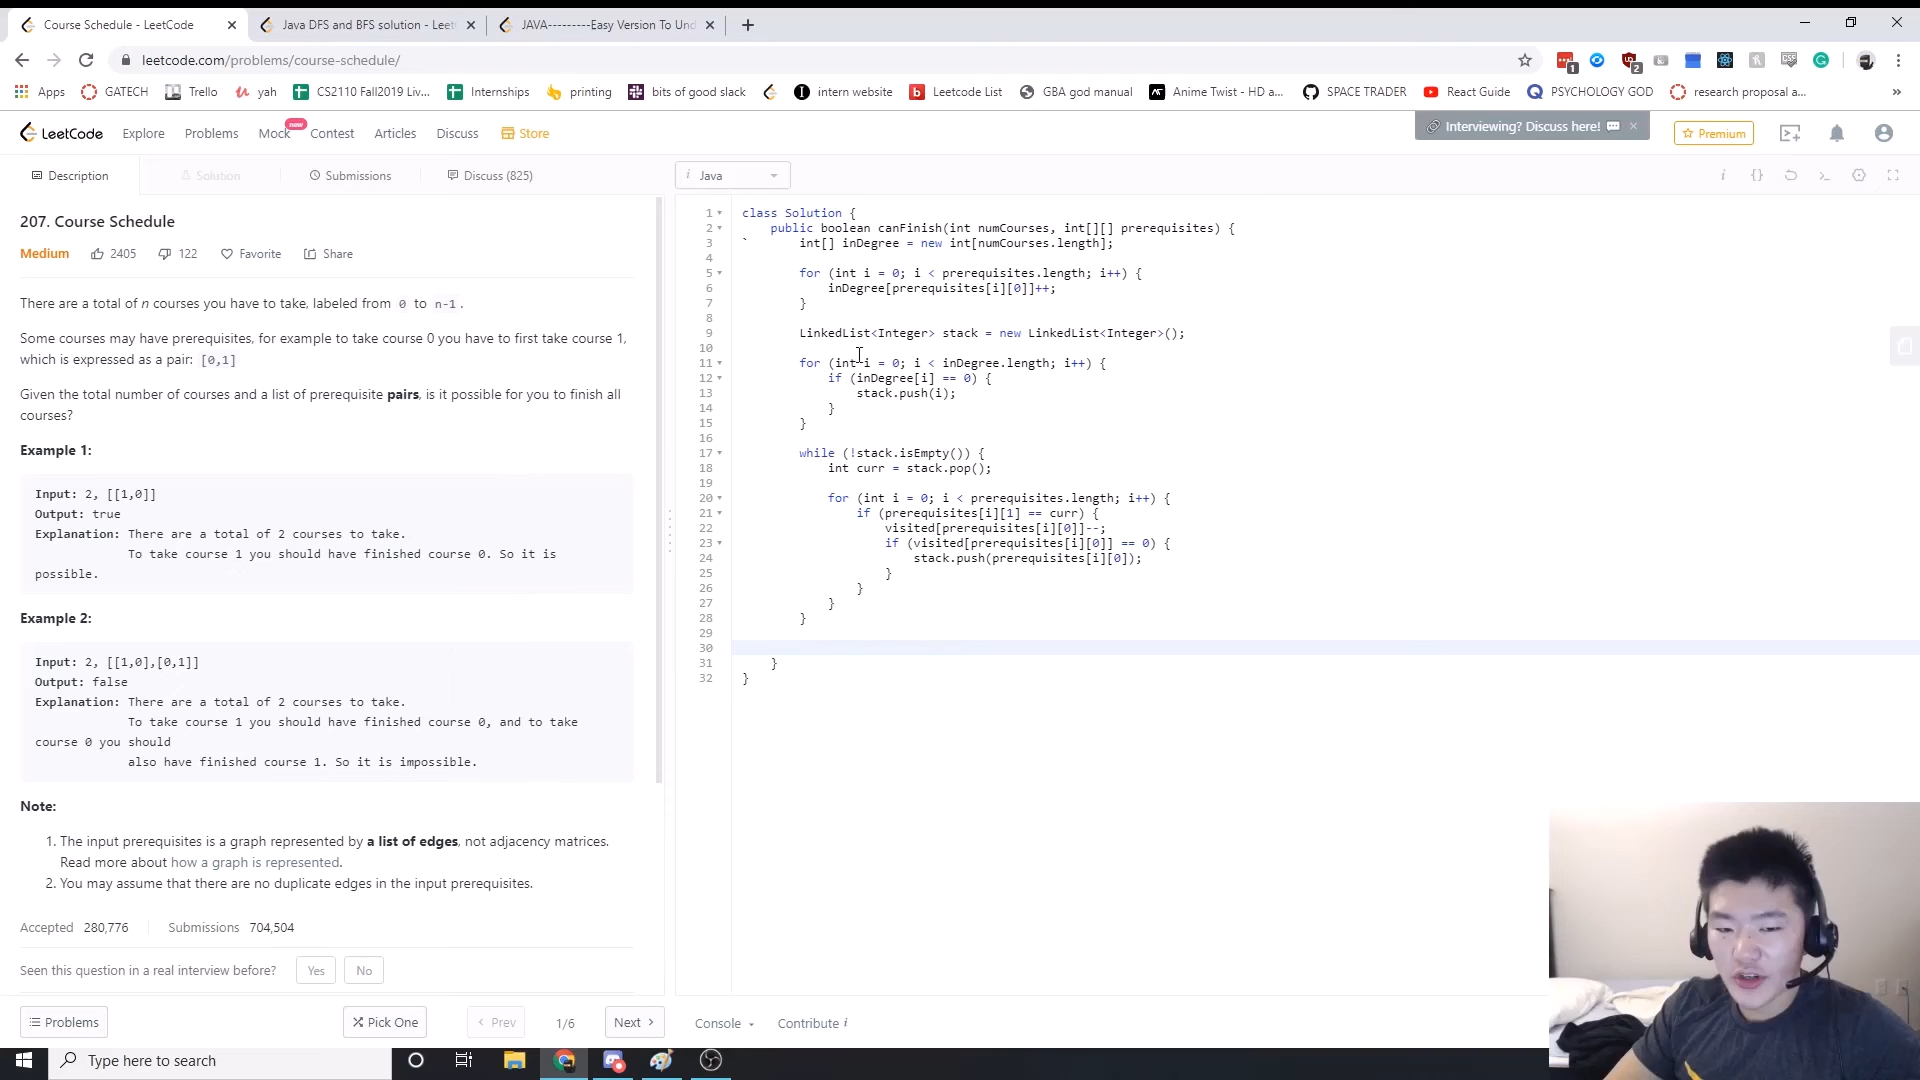 Course Schedule - LeetCode
Java DFS and BFS solution - Leet
JAVA---------Easy Version To Und
leetcode.com/problems/course-schedule/
1
2
Apps
GATECH
Trello
yah
CS2110 Fall2019 Liv...
Internships
printing
bits of good slack
intern website
Leetcode List
GBA god manual
Anime Twist - HD a...
SPACE TRADER
React Guide
PSYCHOLOGY GOD
research proposal a...
»
LeetCode
Explore
Problems
Mock
new
Contest
Articles
Discuss
Store
Interviewing? Discuss here!
Premium
Description
Solution
Submissions
Discuss (825)
i Java
207. Course Schedule
Medium
2405
122
Favorite
Share
There are a total of n courses you have to take, labeled from 0 to n-1.
Some courses may have prerequisites, for example to take course 0 you have to first take course 1,
which is expressed as a pair: [0,1]
Given the total number of courses and a list of prerequisite pairs, is it possible for you to finish all
courses?
Example 1:
Input: 2, [[1,0]]
Output: true
Explanation: There are a total of 2 courses to take.
To take course 1 you should have finished course 0. So it is
possible.
Example 2:
Input: 2, [[1,0],[0,1]]
Output: false
Explanation: There are a total of 2 courses to take.
To take course 1 you should have finished course 0, and to take
course 0 you should
also have finished course 1. So it is impossible.
Note:
1. The input prerequisites is a graph represented by a list of edges, not adjacency matrices.
Read more about how a graph is represented.
2. You may assume that there are no duplicate edges in the input prerequisites.
Accepted 280,776
Submissions 704,504
Seen this question in a real interview before?
Yes
No
Problems
Pick One
Prev
1/6
Next
1 class Solution {
2 public boolean canFinish(int numCourses, int[][] prerequisites) {
3 ` int[] inDegree = new int[numCourses.length];
4
5 for (int i = 0; i < prerequisites.length; i++) {
6 inDegree[prerequisites[i][0]]++;
7 }
8
9 LinkedList<Integer> stack = new LinkedList<Integer>();
10
11 for (int i = 0; i < inDegree.length; i++) {
12 if (inDegree[i] == 0) {
13 stack.push(i);
14 }
15 }
16
17 while (!stack.isEmpty()) {
18 int curr = stack.pop();
19
20 for (int i = 0; i < prerequisites.length; i++) {
21 if (prerequisites[i][1] == curr) {
22 visited[prerequisites[i][0]]--;
23 if (visited[prerequisites[i][0]] == 0) {
24 stack.push(prerequisites[i][0]);
25 }
26 }
27 }
28 }
29
30
31 }
32 }
Console
Contribute i
Type here to search